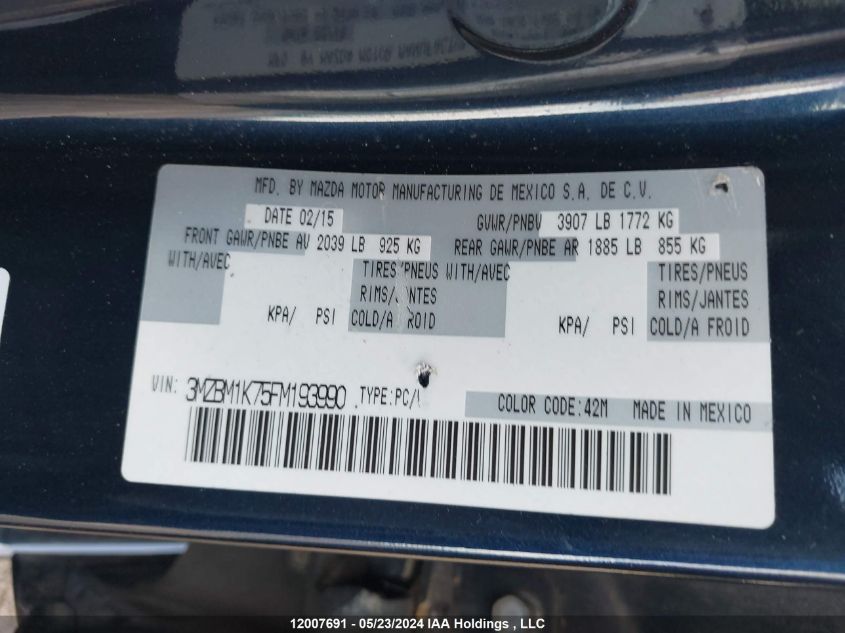 MFD. BY MAZDA MOTOR MANUFACTURING DE MEXICO S.A. DE C.V.
DATE 02/15 GVWR/PNBV 3907 LB 1772 KG
FRONT GAWR/PNBE AV 2039 LB 925 KG REAR GAWR/PNBE AR 1885 LB 855 KG
WITH/AVEC TIRES/PNEUS WITH/AVEC TIRES/PNEUS
RIMS/JANTES RIMS/JANTES
KPA/ PSI COLD/A FROID KPA/ PSI COLD/A FROID
VIN: 3MZBM1K75FM193990 TYPE:PC/
COLOR CODE:42M MADE IN MEXICO
12007691 - 05/23/2024 IAA Holdings , LLC